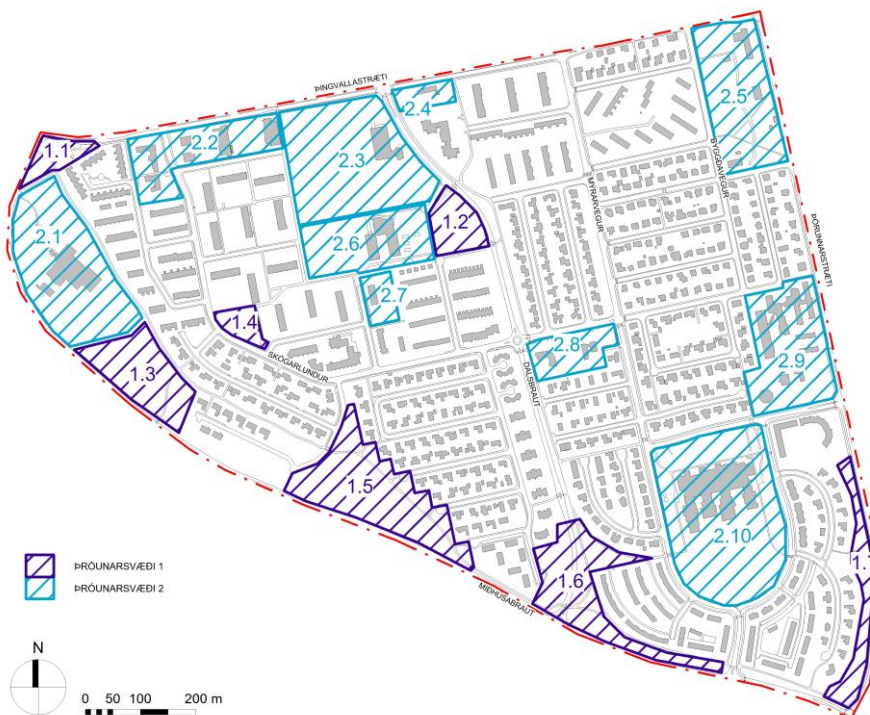 ÞINGVALLASTRÆTI
2.4
2.5
2.2
1.1
2.3
BYGGÐAVEGUR
MÝRARVEGUR
1.2
2.1
2.6
ÞÓRUNNARSTRÆTI
2.7
1.4
2.8
2.9
SKÓGARLUNDUR
1.3
DALSBRAUT
1.5
2.10
1.7
ÞRÓUNARSVÆÐI 1
1.6
ÞRÓUNARSVÆÐI 2
MIÐHÚSABRAUT
N
0 50 100 200 m